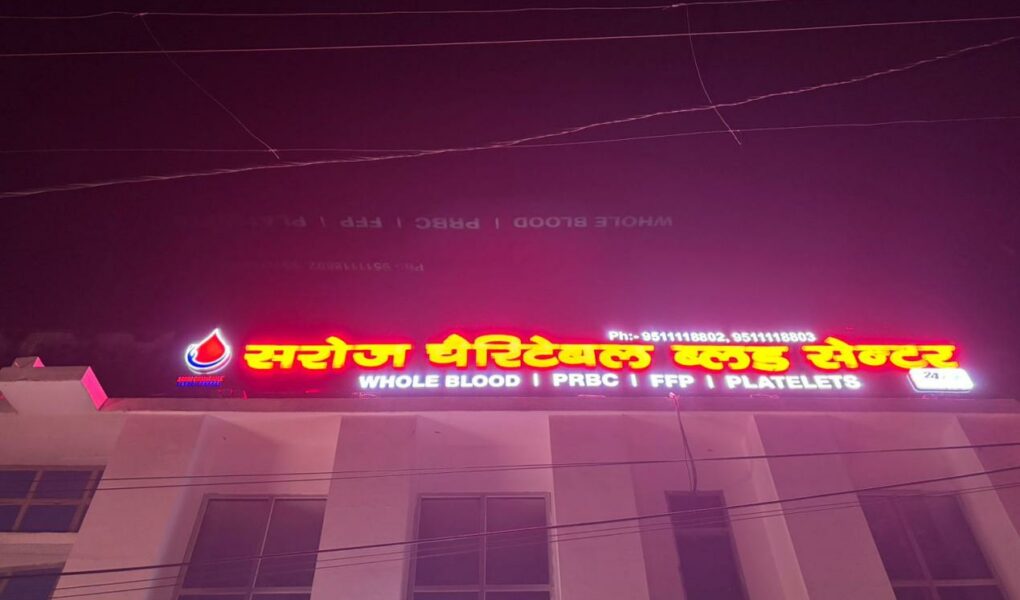 Ph:- 9511118802, 9511118803
सरोज चैरिटेबल ब्लड सेन्टर
WHOLE BLOOD | PRBC | FFP | PLATELETS